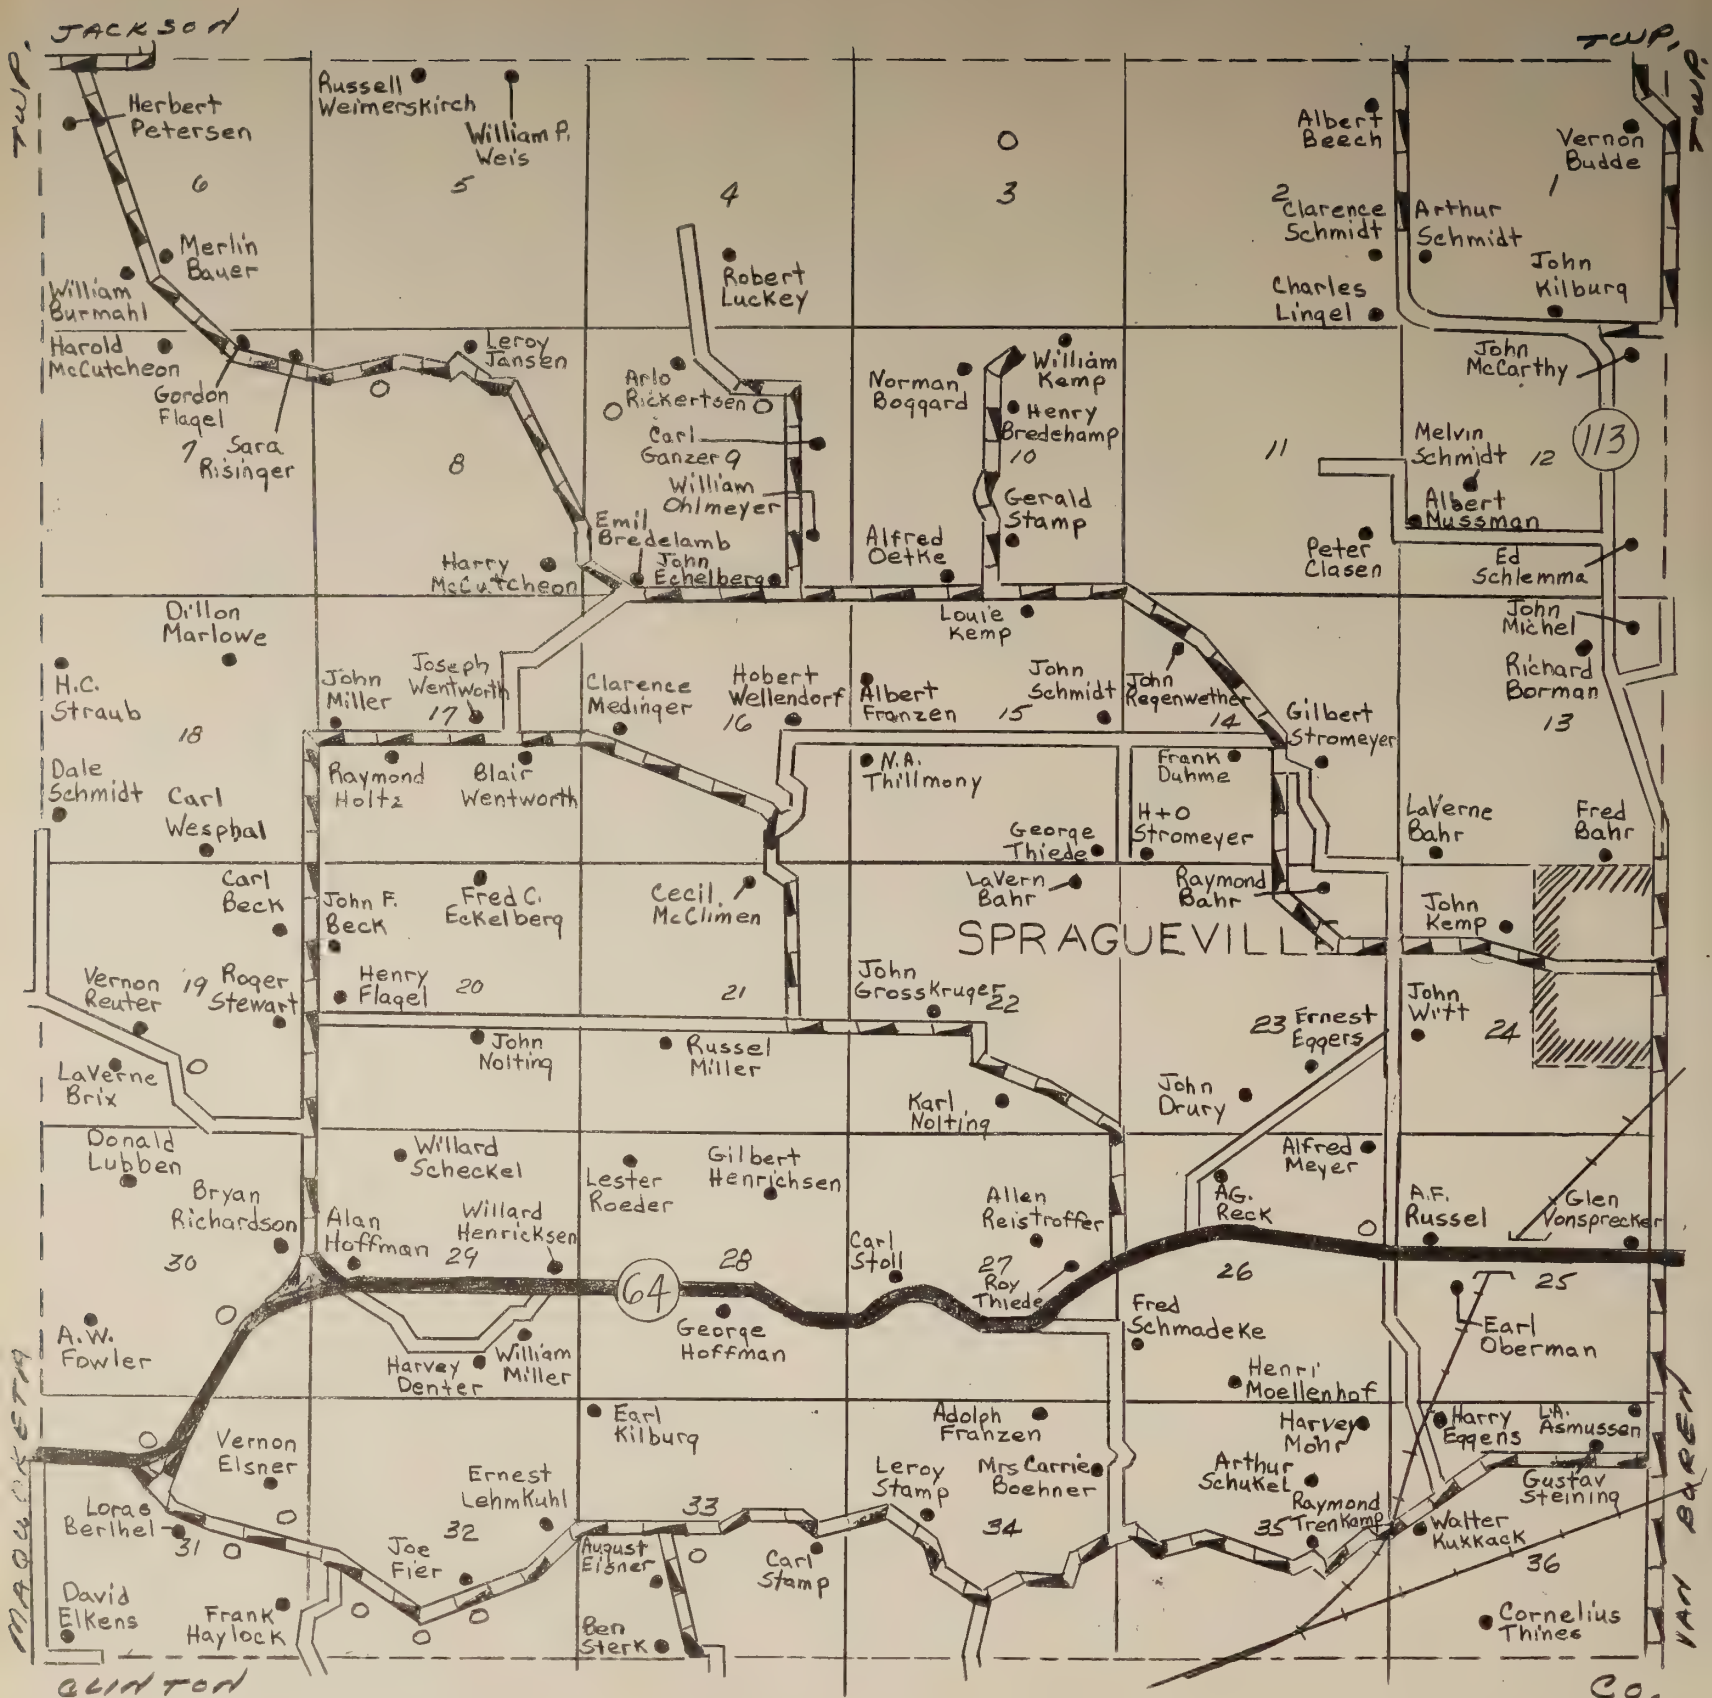 JACKSON
TWP.
TWP.
TWP.
Herbert
Petersen
6
Russell
Weimerskirch
William P.
Weis
5
4
3
Albert
Beech
2
Clarence
Schmidt
Charles
Lingel
Arthur
Schmidt
Vernon
Budde
1
John
Kilburg
Merlin
Bauer
William
Burmahl
Robert
Luckey
Harold
McCutcheon
Gordon
Flagel
7
Sara
Risinger
Leroy
Jansen
8
Harry
McCutcheon
Arlo
Rickertsen
Carl
Ganzer 9
William
Ohlmeyer
Emil
Bredelamb
John
Echelberg
Norman
Boggard
William
Kemp
Henry
Bredehamp
10
Gerald
Stamp
Alfred
Oetke
11
Peter
Clasen
John
McCarthy
113
Melvin
Schmidt 12
Albert
Mussman
Ed
Schlemma
Dillon
Marlowe
H.C.
Straub
18
Dale
Schmidt
Carl
Wesphal
John
Miller
Joseph
Wentworth
17
Raymond
Holtz
Blair
Wentworth
Clarence
Medinger
Hobert
Wellendorf
16
Louie
Kemp
Albert
Franzen
15
John
Schmidt
N.A.
Thillmony
George
Thiede
John
Regenwether
14
Gilbert
Stromeyer
Frank
Duhme
H+O
Stromeyer
John
Michel
Richard
Borman
13
LaVerne
Bahr
Fred
Bahr
Carl
Beck
Vernon
Reuter
19
Roger
Stewart
LaVerne
Brix
John F.
Beck
Fred C.
Eckelberg
Henry
Flagel
20
John
Nolting
Cecil
McClimen
21
Russel
Miller
LaVern
Bahr
SPRAGUEVILLE
John
Grosskruger
22
Karl
Nolting
Raymond
Bahr
23
Ernest
Eggers
John
Drury
John
Kemp
John
Witt
24
Donald
Lubben
Bryan
Richardson
30
A.W.
Fowler
Willard
Scheckel
Alan
Hoffman
Willard
Henricksen
29
Harvey
Denter
William
Miller
Lester
Roeder
Gilbert
Henrichsen
28
64
George
Hoffman
Allen
Reistroffer
Carl
Stoll
27
Roy
Thiede
Alfred
Meyer
A.G.
Reck
26
Fred
Schmadeke
Henri
Moellenhof
A.F.
Russel
Glen
Vonsprecker
25
Earl
Oberman
MAQUOKETA
Vernon
Elsner
Loras
Berthel
31
David
Elkens
Frank
Haylock
Ernest
Lehmkuhl
32
Joe
Fier
Earl
Kilburg
33
August
Eisner
Ben
Sterk
Carl
Stamp
Adolph
Franzen
Leroy
Stamp
Mrs Carrie
Boehner
34
Harvey
Mohr
Arthur
Schukel
Raymond
Trenkamp
35
Harry
Eggens
L.A.
Asmussen
Gustav
Steining
Walter
Kukkack
36
Cornelius
Thines
VAN BUREN
CLINTON
CO.